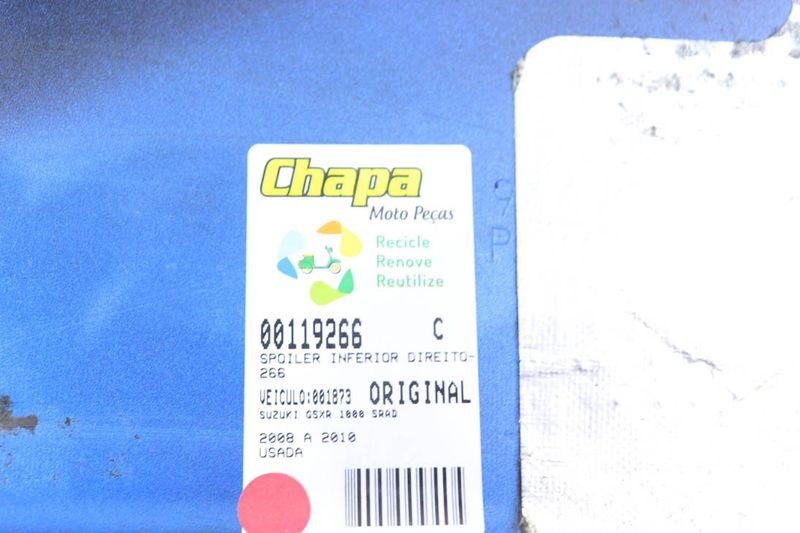 Chapa
Moto Peças
Recicle
Renove
Reutilize
00119266 C
SPOILER INFERIOR DIREITO-
266
VEICULO:001873 ORIGINAL
SUZUKI GSXR 1000 SRAD
2008 A 2010
USADA
P